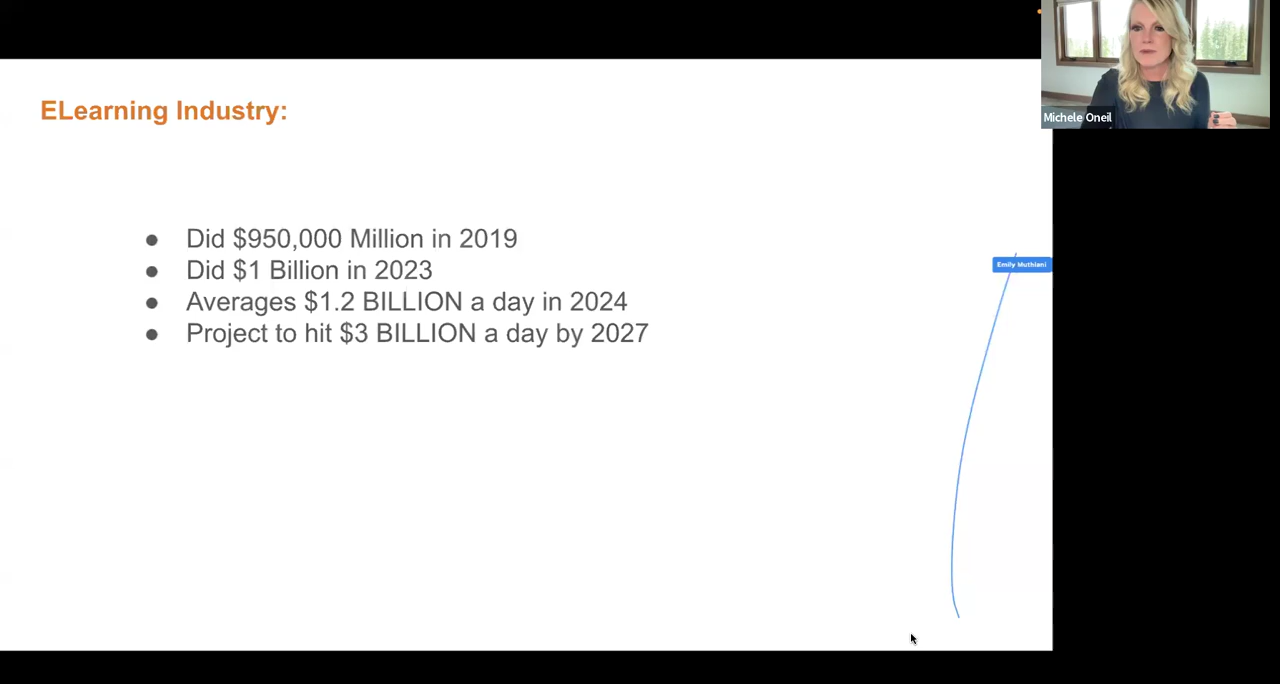 ELearning Industry:
Michele Oneil
● Did $950,000 Million in 2019
● Did $1 Billion in 2023
● Averages $1.2 BILLION a day in 2024
● Project to hit $3 BILLION a day by 2027
Emily Muthiani